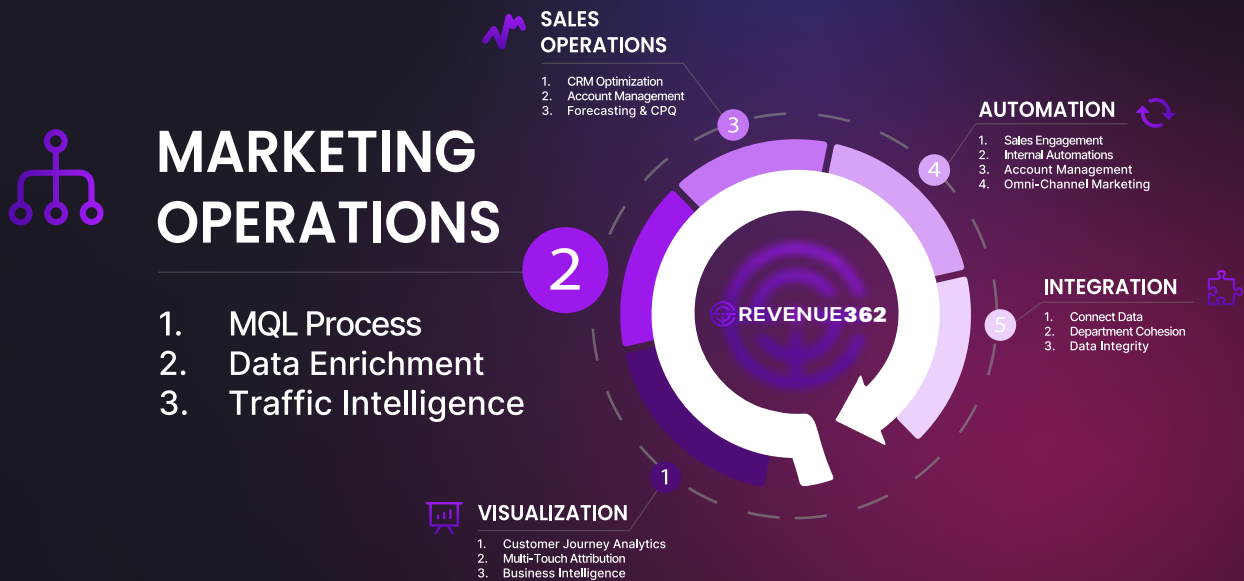 SALES
OPERATIONS
1. CRM Optimization
2. Account Management
3. Forecasting & CPQ
3
AUTOMATION
1. Sales Engagement
2. Internal Automations
3. Account Management
4. Omni-Channel Marketing
4
MARKETING
OPERATIONS
2
1. MQL Process
2. Data Enrichment
3. Traffic Intelligence
REVENUE362
INTEGRATION
1. Connect Data
2. Department Cohesion
3. Data Integrity
5
1
VISUALIZATION
1. Customer Journey Analytics
2. Multi-Touch Attribution
3. Business Intelligence